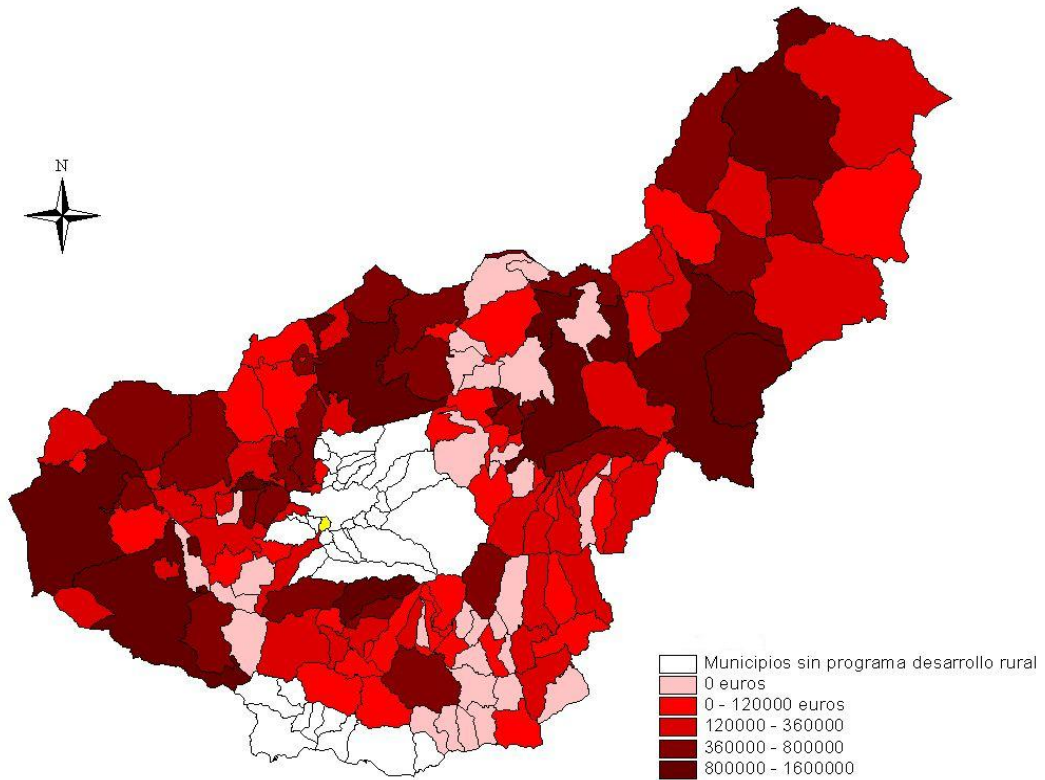 N
Municipios sin programa desarrollo rural
0 euros
0 - 120000 euros
120000 - 360000
360000 - 800000
800000 - 1600000